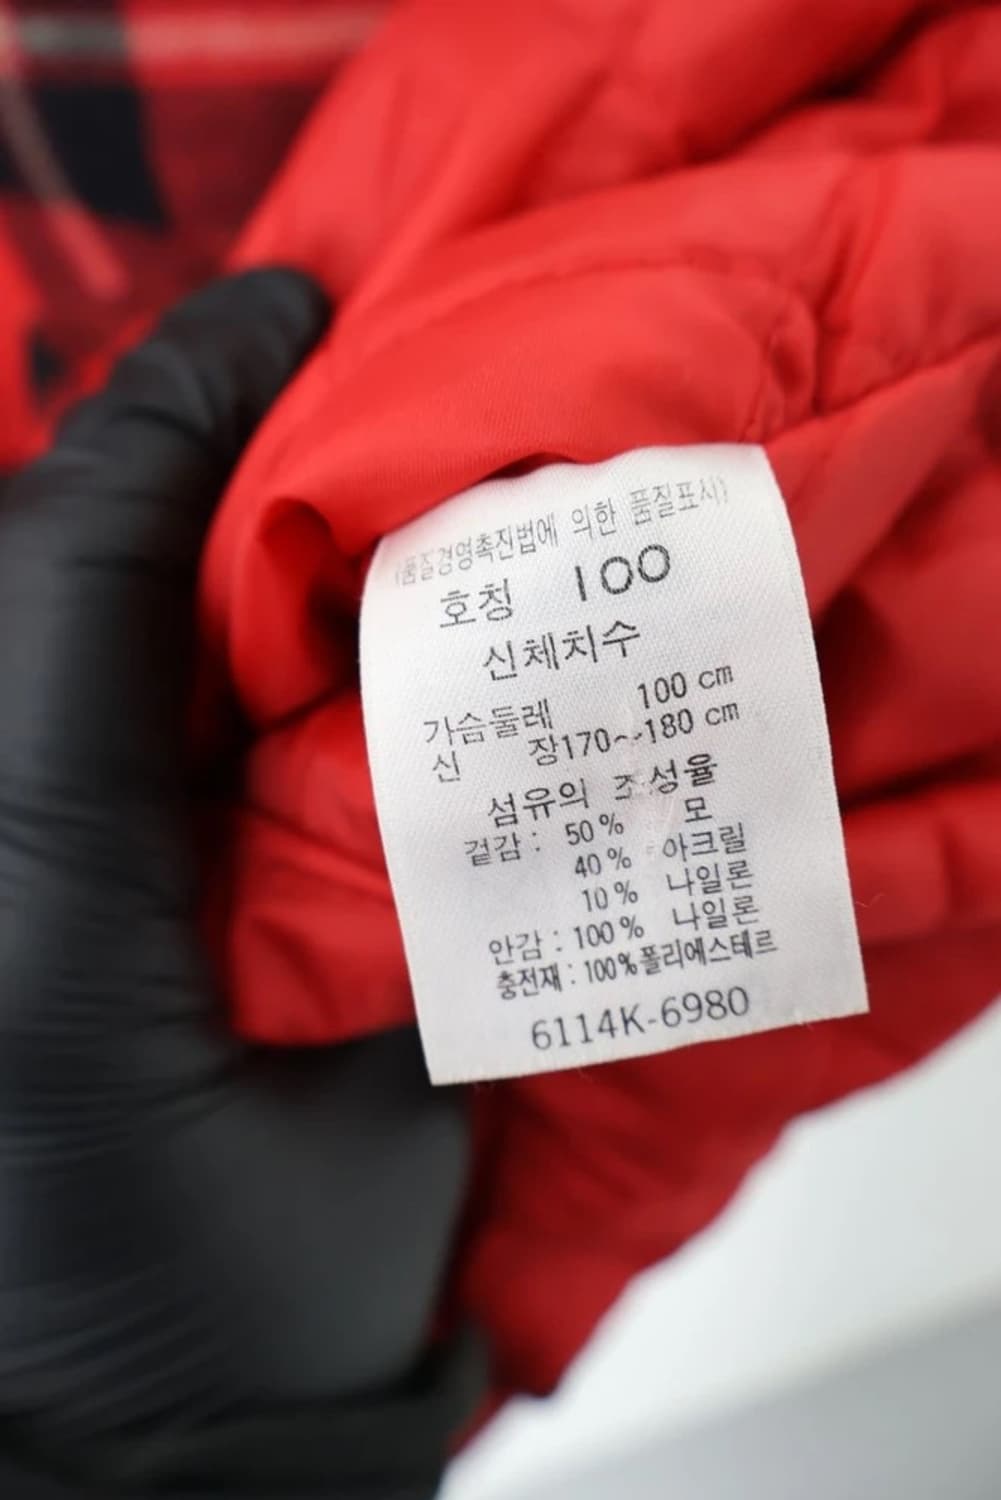 (품질경영촉진법에 의한 품질표시)
호칭 100
신체치수
가슴둘레 100 cm
신 장 170~180 cm
섬유의 조성율
겉감 : 50% 모
40% 아크릴
10% 나일론
안감 : 100% 나일론
충전재 : 100% 폴리에스테르
6114K-6980